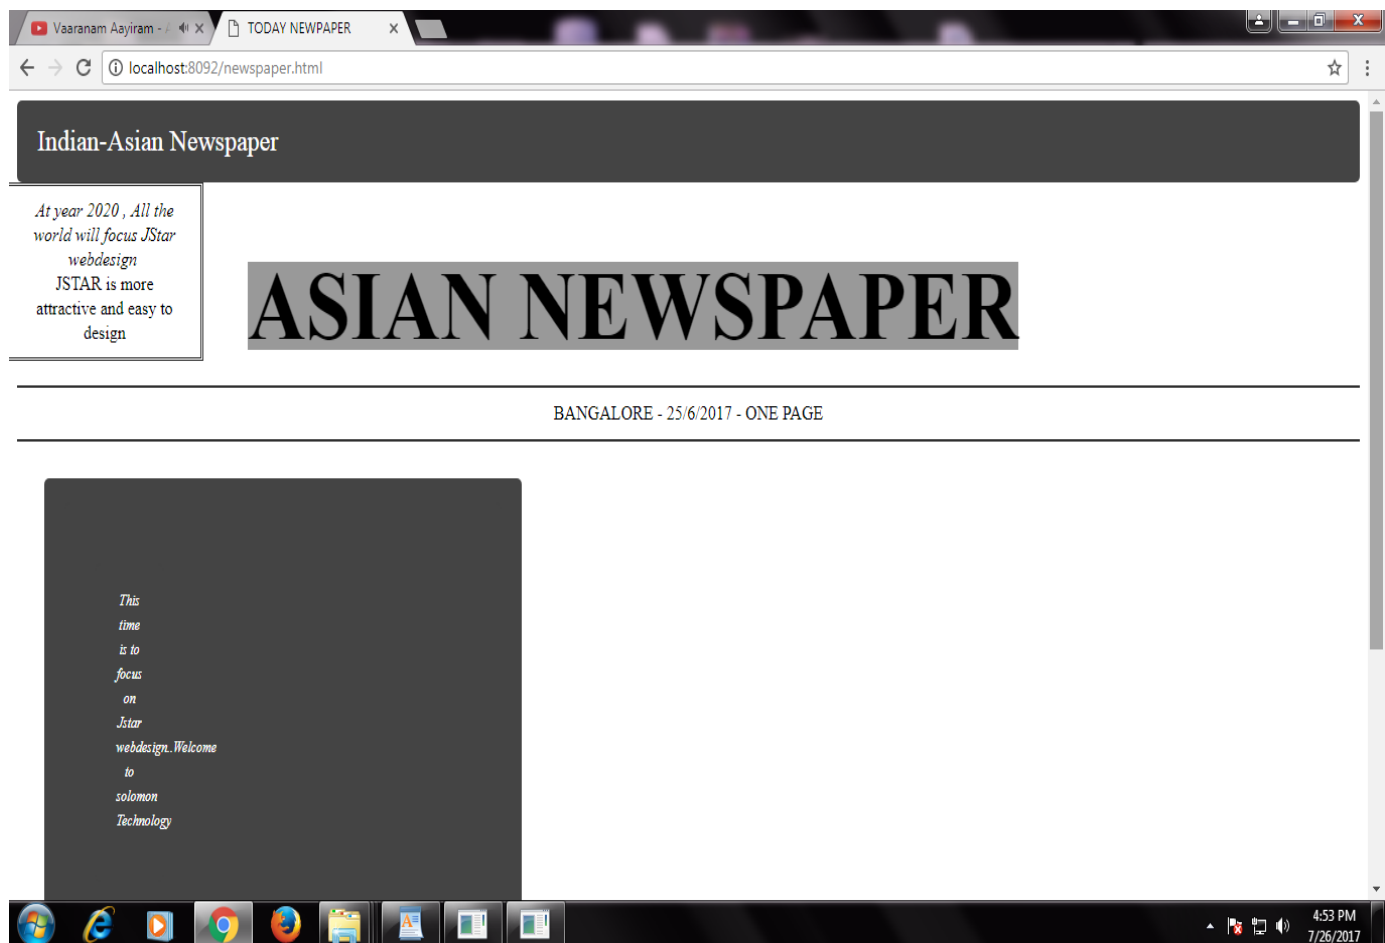 Vaaranam Aayiram - 
TODAY NEWPAPER
localhost:8092/newspaper.html
Indian-Asian Newspaper
At year 2020 , All the
world will focus JStar
webdesign
JSTAR is more
attractive and easy to
design
ASIAN NEWSPAPER
BANGALORE - 25/6/2017 - ONE PAGE
This
time
is to
focus
on
Jstar
webdesign..Welcome
to
solomon
Technology
4:53 PM
7/26/2017